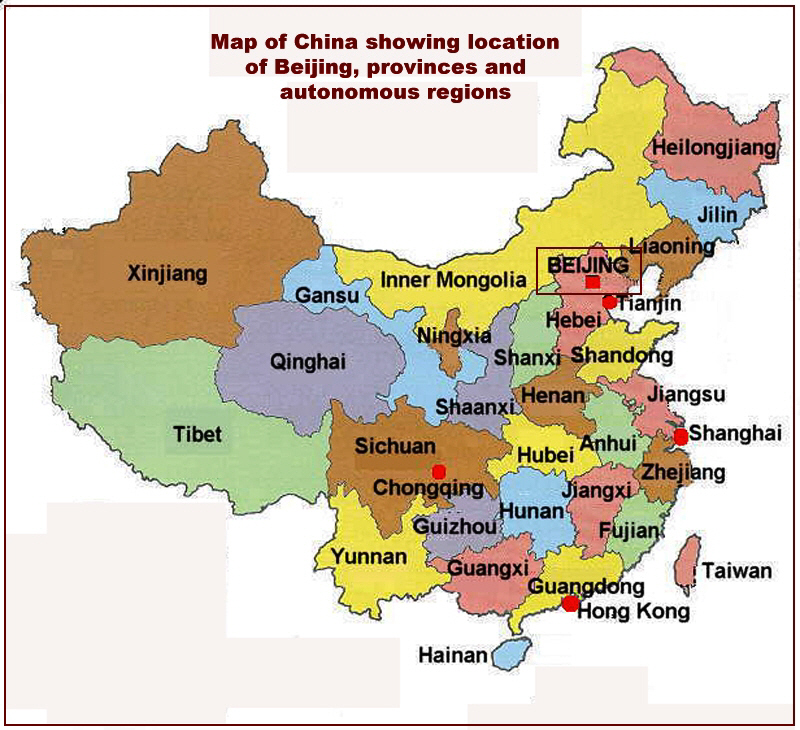 Map of China showing location
of Beijing, provinces and
autonomous regions
Heilongjiang
Jilin
Liaoning
BEIJING
Xinjiang
Inner Mongolia
Gansu
Tianjin
Hebei
Ningxia
Qinghai
Shanxi
Shandong
Henan
Jiangsu
Shaanxi
Tibet
Shanghai
Sichuan
Anhui
Hubei
Zhejiang
Chongqing
Jiangxi
Hunan
Guizhou
Fujian
Yunnan
Guangxi
Taiwan
Guangdong
Hong Kong
Hainan